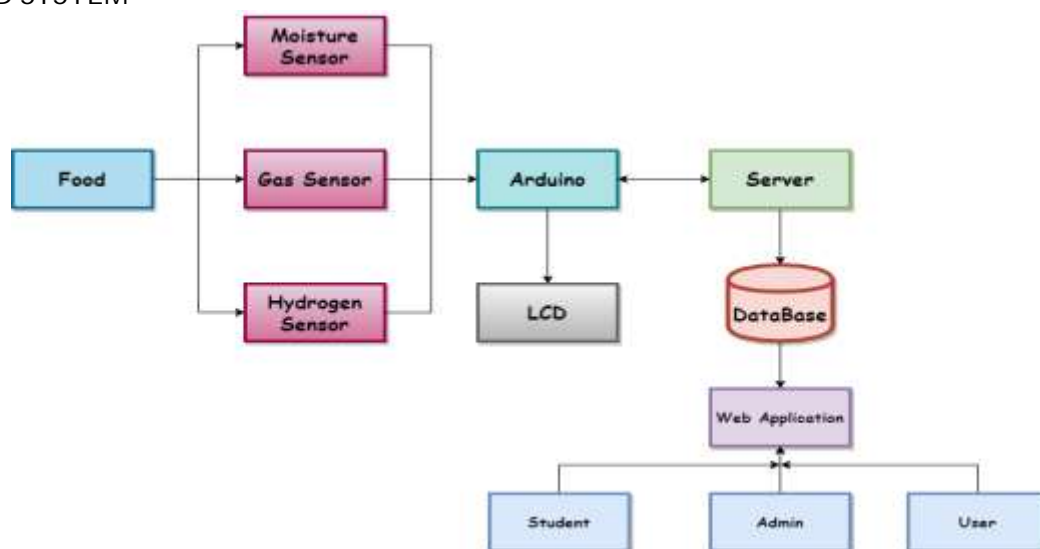 Moisture
Sensor
Food
Gas Sensor
Arduino
Server
Hydrogen
Sensor
LCD
DataBase
Web Application
Student
Admin
User